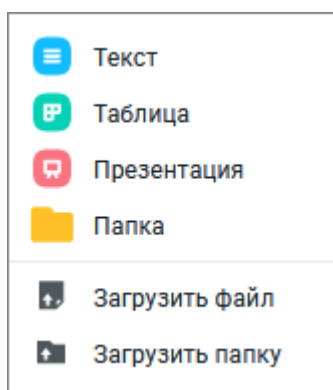 Текст
Таблица
Презентация
Папка
Загрузить файл
Загрузить папку